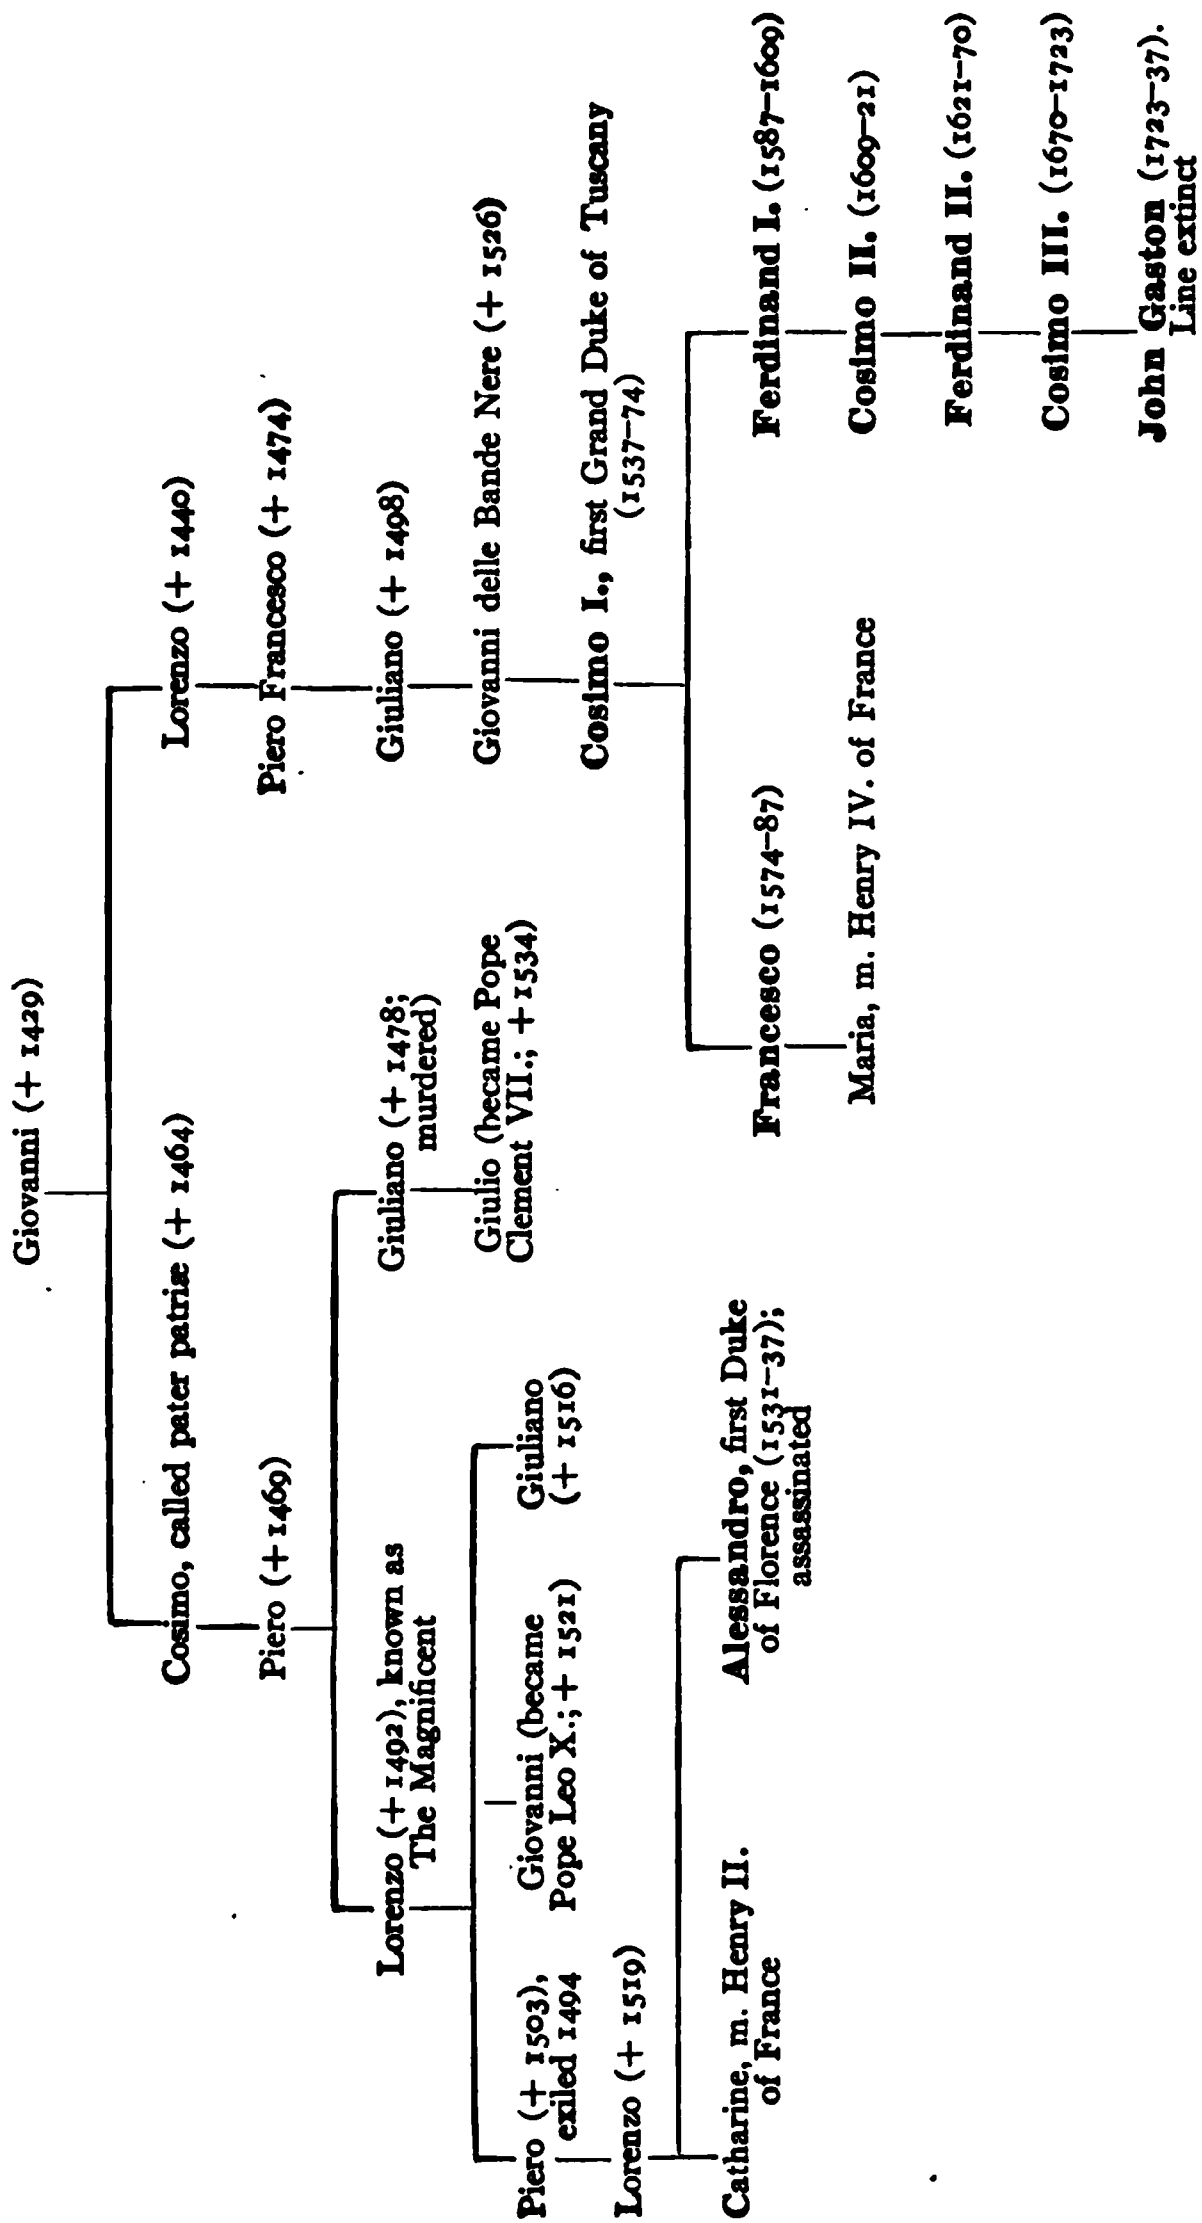 Giovanni (+ 1429)
Cosimo, called pater patriæ (+ 1464)
Lorenzo (+ 1440)
Piero (+ 1469)
Piero Francesco (+ 1474)
Lorenzo (+ 1492), known as
The Magnificent
Giuliano (+ 1478;
murdered)
Giuliano (+ 1498)
Giulio (became Pope
Clement VII.; + 1534)
Giovanni delle Bande Nere (+ 1526)
Piero (+ 1503),
exiled 1494
Giovanni (became
Pope Leo X.; + 1521)
Giuliano
(+ 1516)
Cosimo I., first Grand Duke of Tuscany
(1537–74)
Lorenzo (+ 1519)
Catharine, m. Henry II.
of France
Alessandro, first Duke
of Florence (1531–37);
assassinated
Francesco (1574–87)
Ferdinand I. (1587–1609)
Maria, m. Henry IV. of France
Cosimo II. (1609–21)
Ferdinand II. (1621–70)
Cosimo III. (1670–1723)
John Gaston (1723–37).
Line extinct